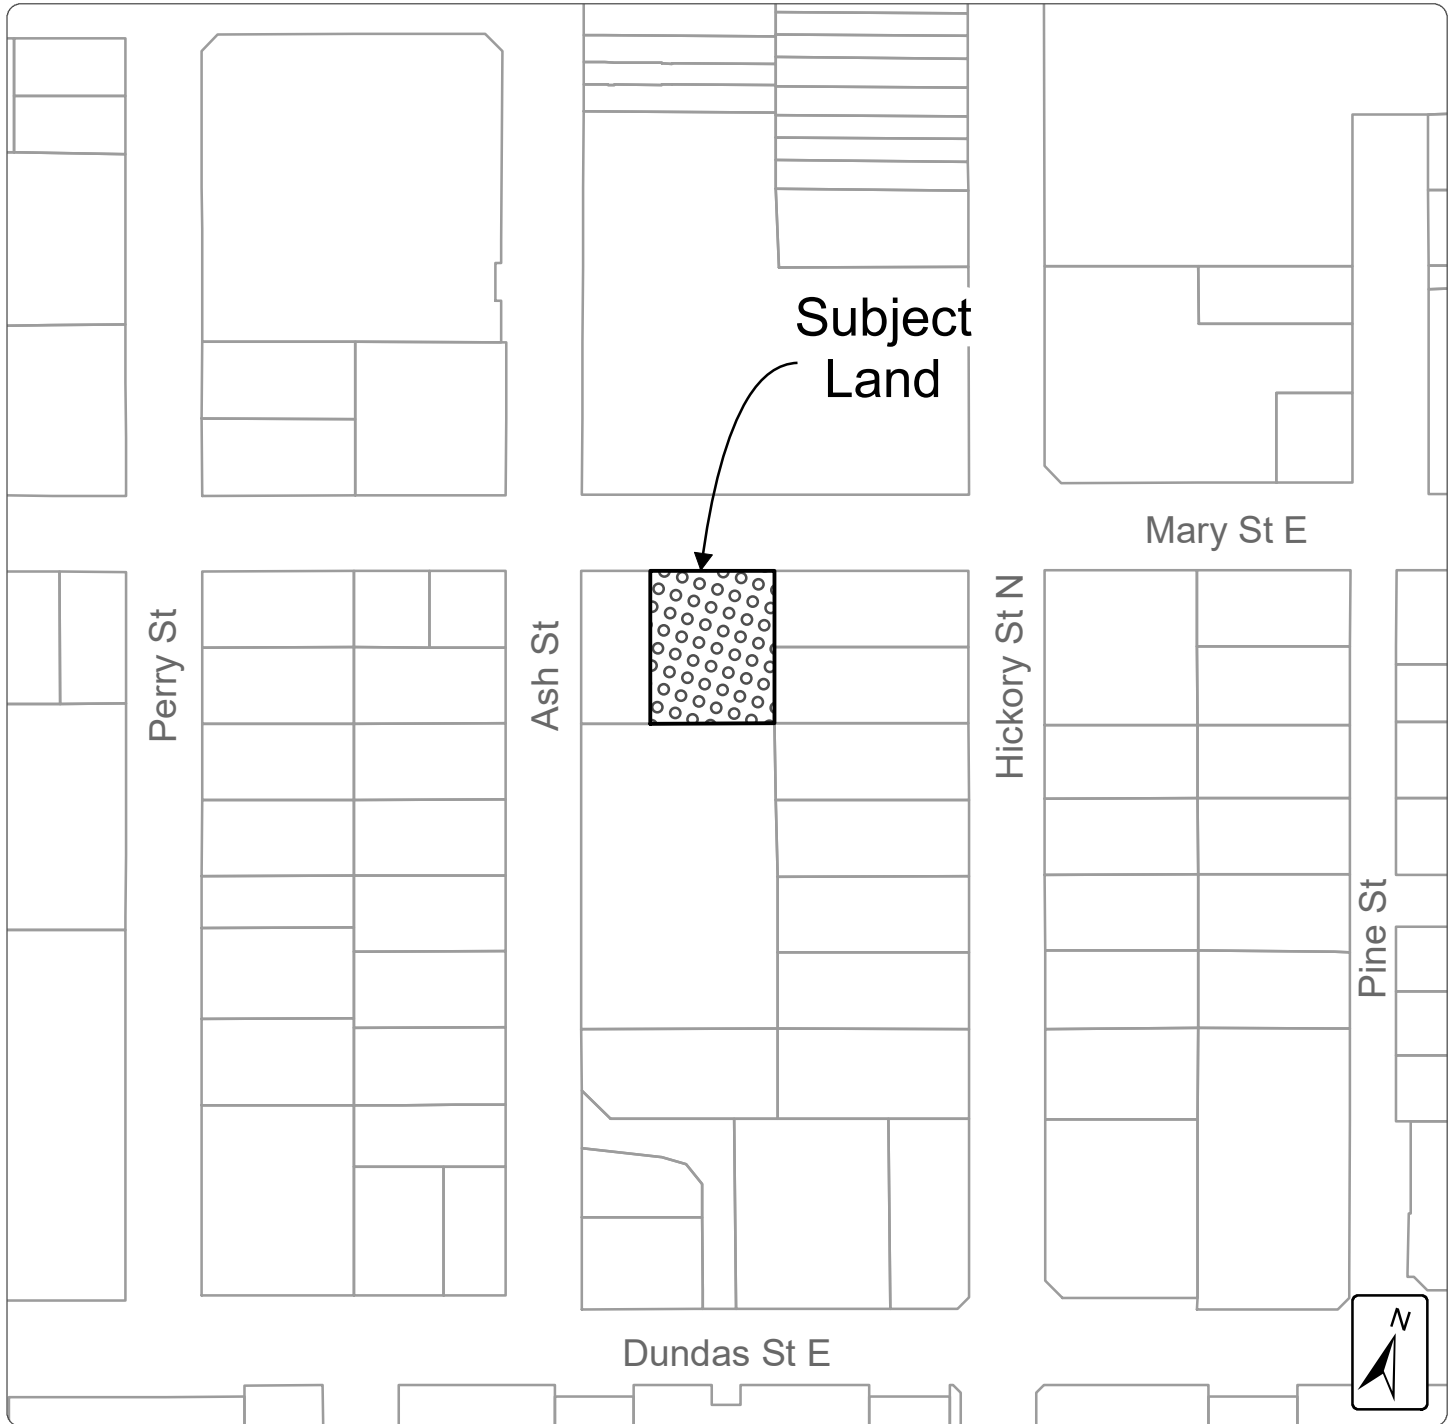 Subject
Land
Mary St E
Perry St
Ash St
Hickory St N
Pine St
Dundas St E
N